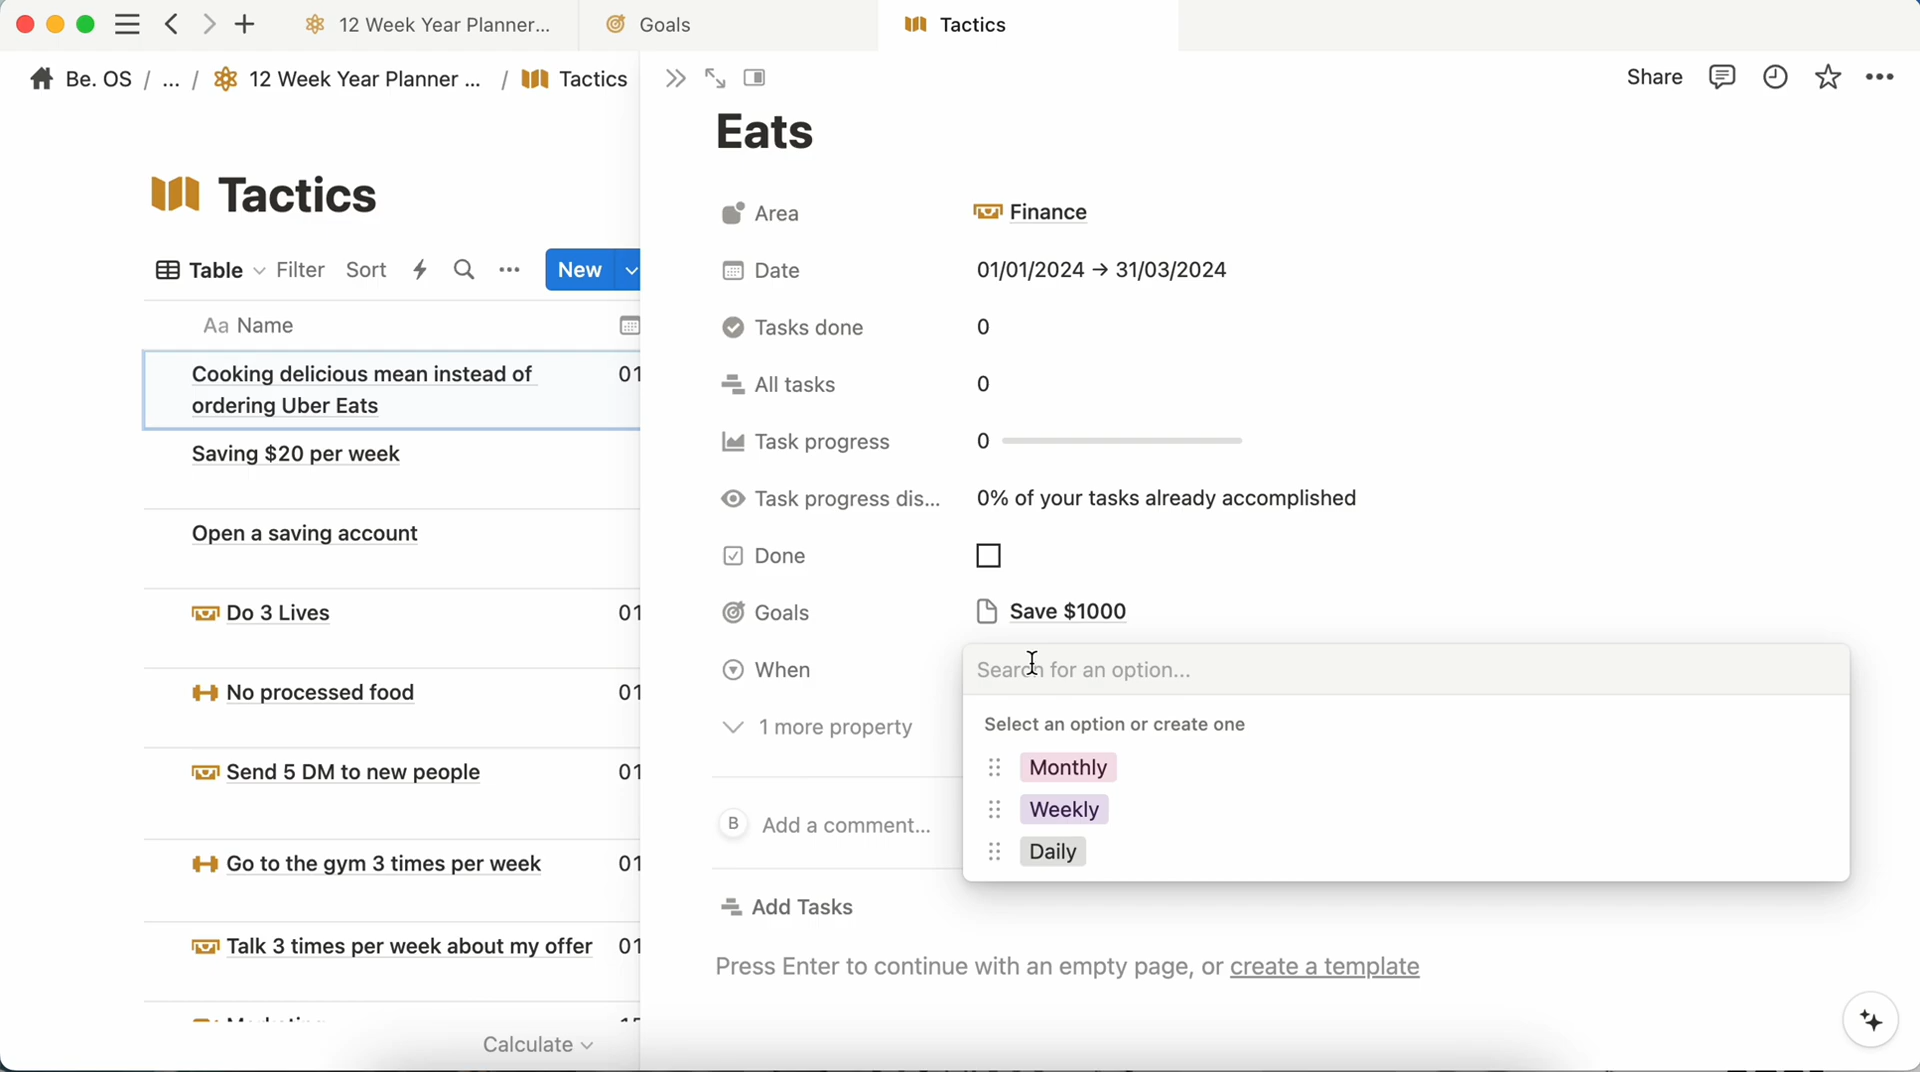 12 Week Year Planner...
Goals
Tactics
Be. OS / ... / 12 Week Year Planner ... / Tactics
Share
Tactics
Table
Filter
Sort
New
Aa Name
Cooking delicious mean instead of
ordering Uber Eats
01
Saving $20 per week
Open a saving account
Do 3 Lives
01
No processed food
01
Send 5 DM to new people
01
Go to the gym 3 times per week
01
Talk 3 times per week about my offer
01
Marketing
15
Calculate
Eats
Area
Finance
Date
01/01/2024 → 31/03/2024
Tasks done
0
All tasks
0
Task progress
0
Task progress dis...
0% of your tasks already accomplished
Done
Goals
Save $1000
When
Search for an option...
Select an option or create one
Monthly
Weekly
Daily
1 more property
B
Add a comment...
Add Tasks
Press Enter to continue with an empty page, or create a template